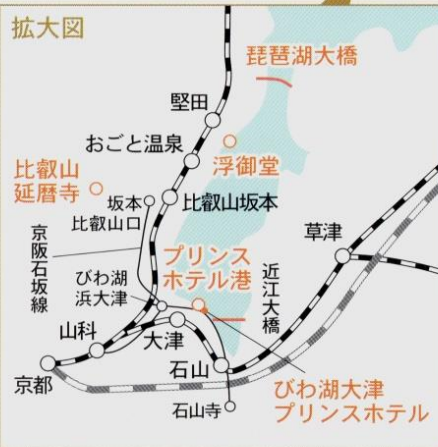 拡大図
琵琶湖大橋
堅田
おごと温泉
浮御堂
比叡山
延暦寺
坂本
比叡山口
比叡山坂本
京阪石坂線
プリンス
ホテル港
草津
びわ湖
浜大津
近江大橋
山科
大津
石山
京都
びわ湖大津
プリンスホテル
石山寺